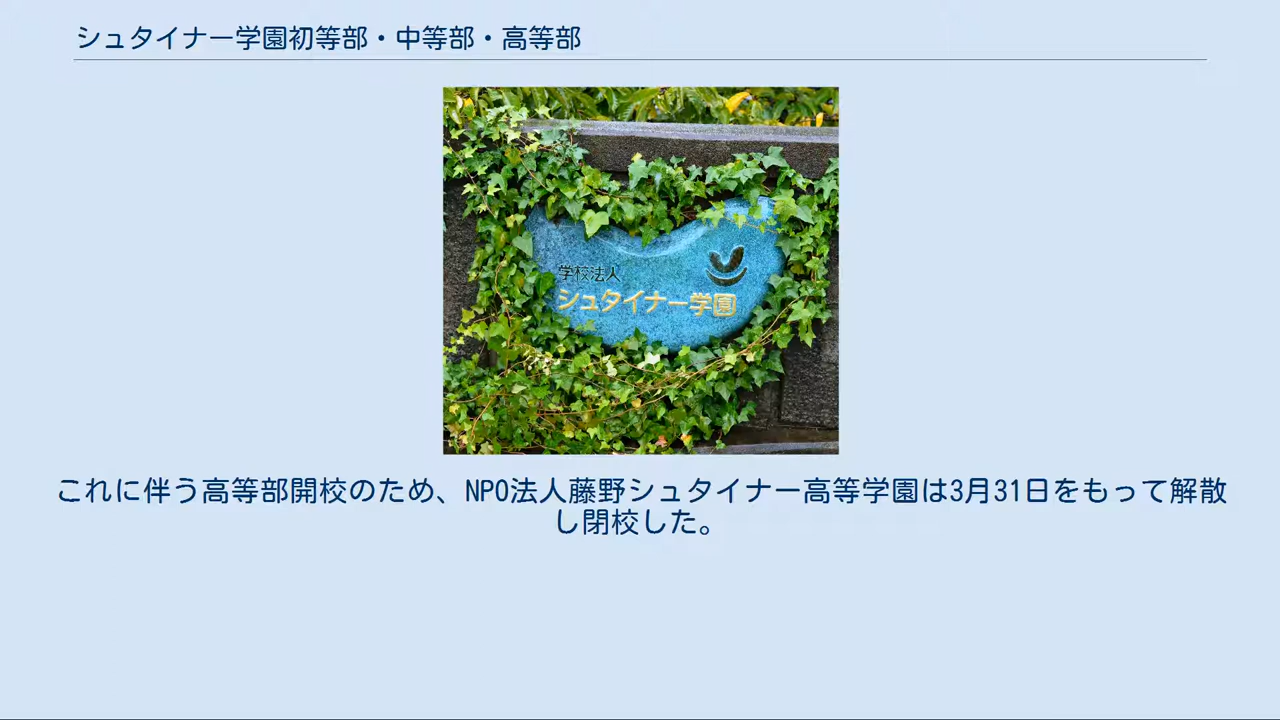 シュタイナー学園初等部・中等部・高等部
学校法人
シュタイナー学園
これに伴う高等部開校のため、NPO法人藤野シュタイナー高等学園は3月31日をもって解散
し閉校した。